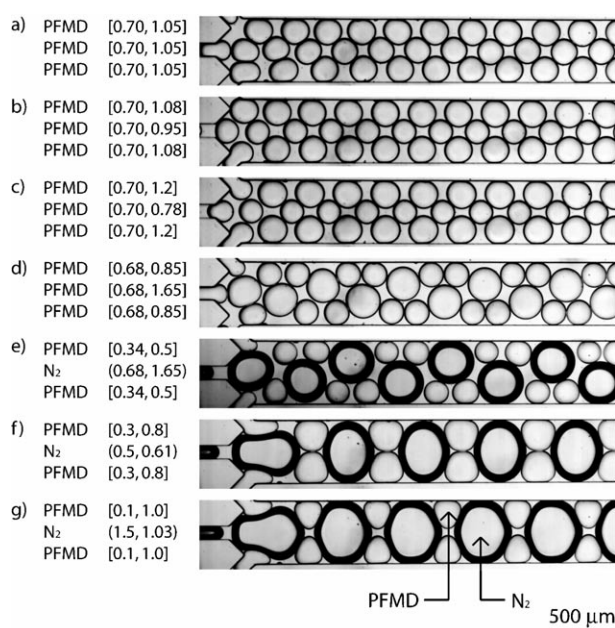 a) PFMD [0.70, 1.05]
PFMD [0.70, 1.05]
PFMD [0.70, 1.05]
b) PFMD [0.70, 1.08]
PFMD [0.70, 0.95]
PFMD [0.70, 1.08]
c) PFMD [0.70, 1.2]
PFMD [0.70, 0.78]
PFMD [0.70, 1.2]
d) PFMD [0.68, 0.85]
PFMD [0.68, 1.65]
PFMD [0.68, 0.85]
e) PFMD [0.34, 0.5]
N₂ (0.68, 1.65)
PFMD [0.34, 0.5]
f) PFMD [0.3, 0.8]
N₂ (0.5, 0.61)
PFMD [0.3, 0.8]
g) PFMD [0.1, 1.0]
N₂ (1.5, 1.03)
PFMD [0.1, 1.0]
PFMD N₂
500 μm